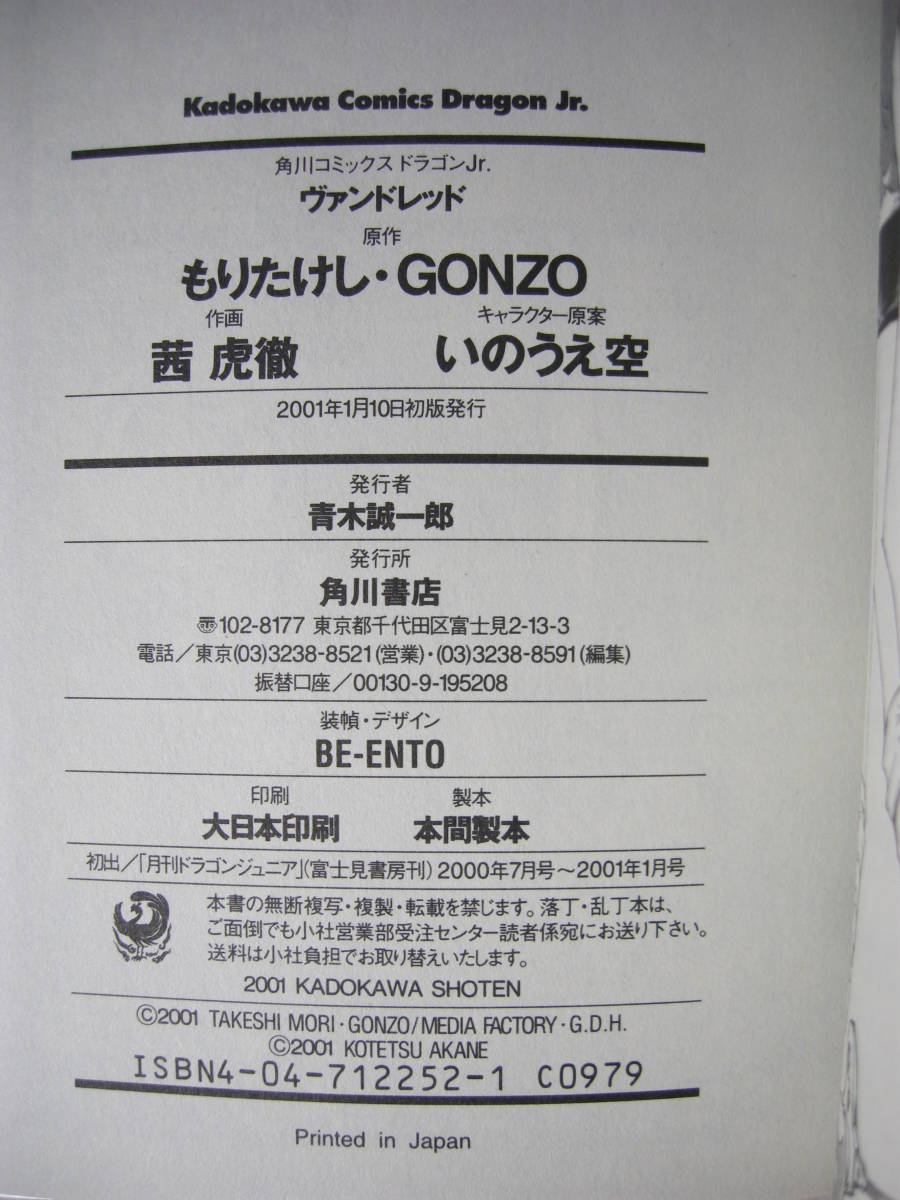 Kadokawa Comics Dragon Jr.
角川コミックスドラゴンJr.
ヴァンドレッド
原作
もりたけし・GONZO
作画 キャラクター原案
茜 虎徹 いのうえ空
2001年1月10日初版発行
発行者
青木誠一郎
発行所
角川書店
〠102-8177 東京都千代田区富士見2-13-3
電話/東京(03)3238-8521(営業)・(03)3238-8591(編集)
振替口座/00130-9-195208
装幀・デザイン
BE-ENTO
印刷 製本
大日本印刷 本間製本
初出/「月刊ドラゴンジュニア」(富士見書房刊)2000年7月号~2001年1月号
本書の無断複写・複製・転載を禁じます。落丁・乱丁本は、
ご面倒でも小社営業部受注センター読者係宛にお送り下さい。
送料は小社負担でお取り替えいたします。
2001 KADOKAWA SHOTEN
©2001 TAKESHI MORI・GONZO/MEDIA FACTORY・G.D.H.
©2001 KOTETSU AKANE
ISBN4-04-712252-1 C0979
Printed in Japan